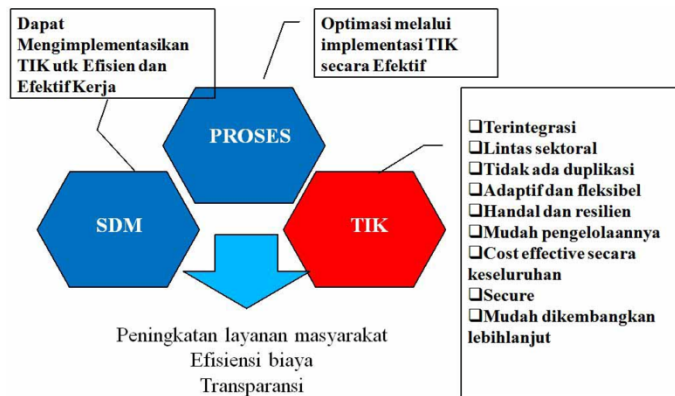 Dapat
Mengimplementasikan
TIK utk Efisien dan
Efektif Kerja
Optimasi melalui
implementasi TIK
secara Efektif
PROSES
SDM
TIK
❑Terintegrasi
❑Lintas sektoral
❑Tidak ada duplikasi
❑Adaptif dan fleksibel
❑Handal dan resilien
❑Mudah pengelolaannya
❑Cost effective secara
keseluruhan
❑Secure
❑Mudah dikembangkan
lebihlanjut
Peningkatan layanan masyarakat
Efisiensi biaya
Transparansi